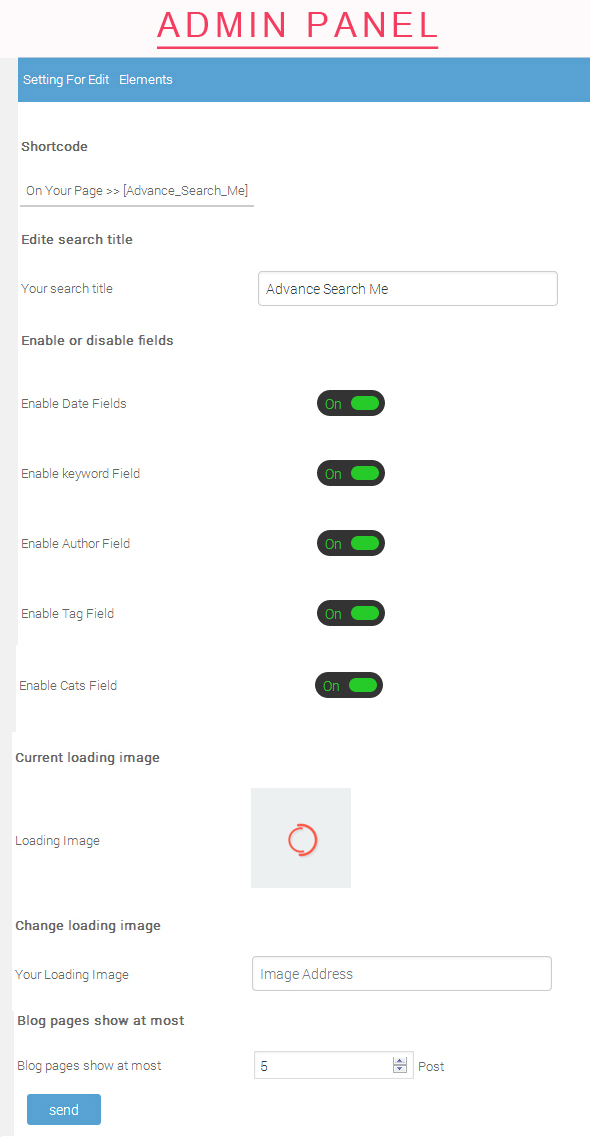 ADMIN PANEL
Setting For Edit Elements
Shortcode
On Your Page >> [Advance_Search_Me]
Edite search title
Your search title Advance Search Me
Enable or disable fields
Enable Date Fields On
Enable keyword Field On
Enable Author Field On
Enable Tag Field On
Enable Cats Field On
Current loading image
Loading Image
Change loading image
Your Loading Image Image Address
Blog pages show at most
Blog pages show at most 5 Post
send